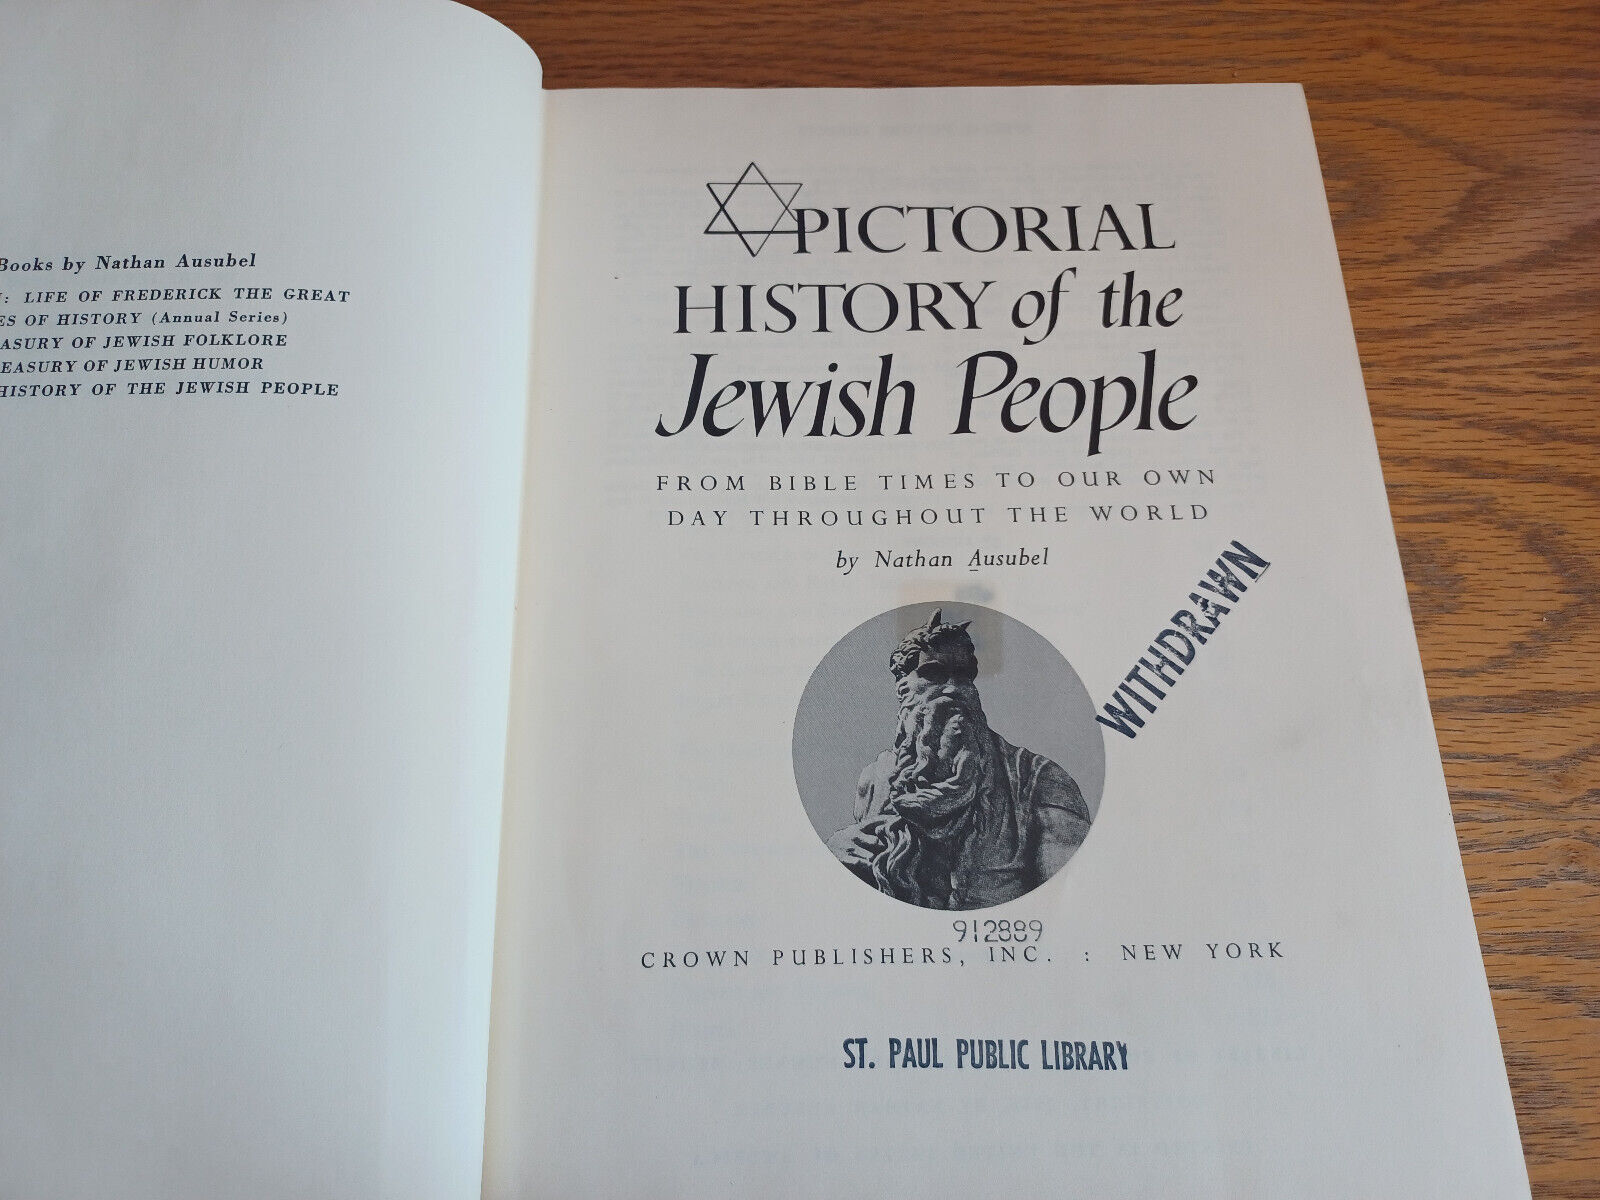 Books by Nathan Ausubel
: LIFE OF FREDERICK THE GREAT
ES OF HISTORY (Annual Series)
ASURY OF JEWISH FOLKLORE
EASURY OF JEWISH HUMOR
HISTORY OF THE JEWISH PEOPLE
PICTORIAL
HISTORY of the
Jewish People
FROM BIBLE TIMES TO OUR OWN
DAY THROUGHOUT THE WORLD
by Nathan Ausubel
WITHDRAWN
912889
CROWN PUBLISHERS, INC. : NEW YORK
ST. PAUL PUBLIC LIBRARY